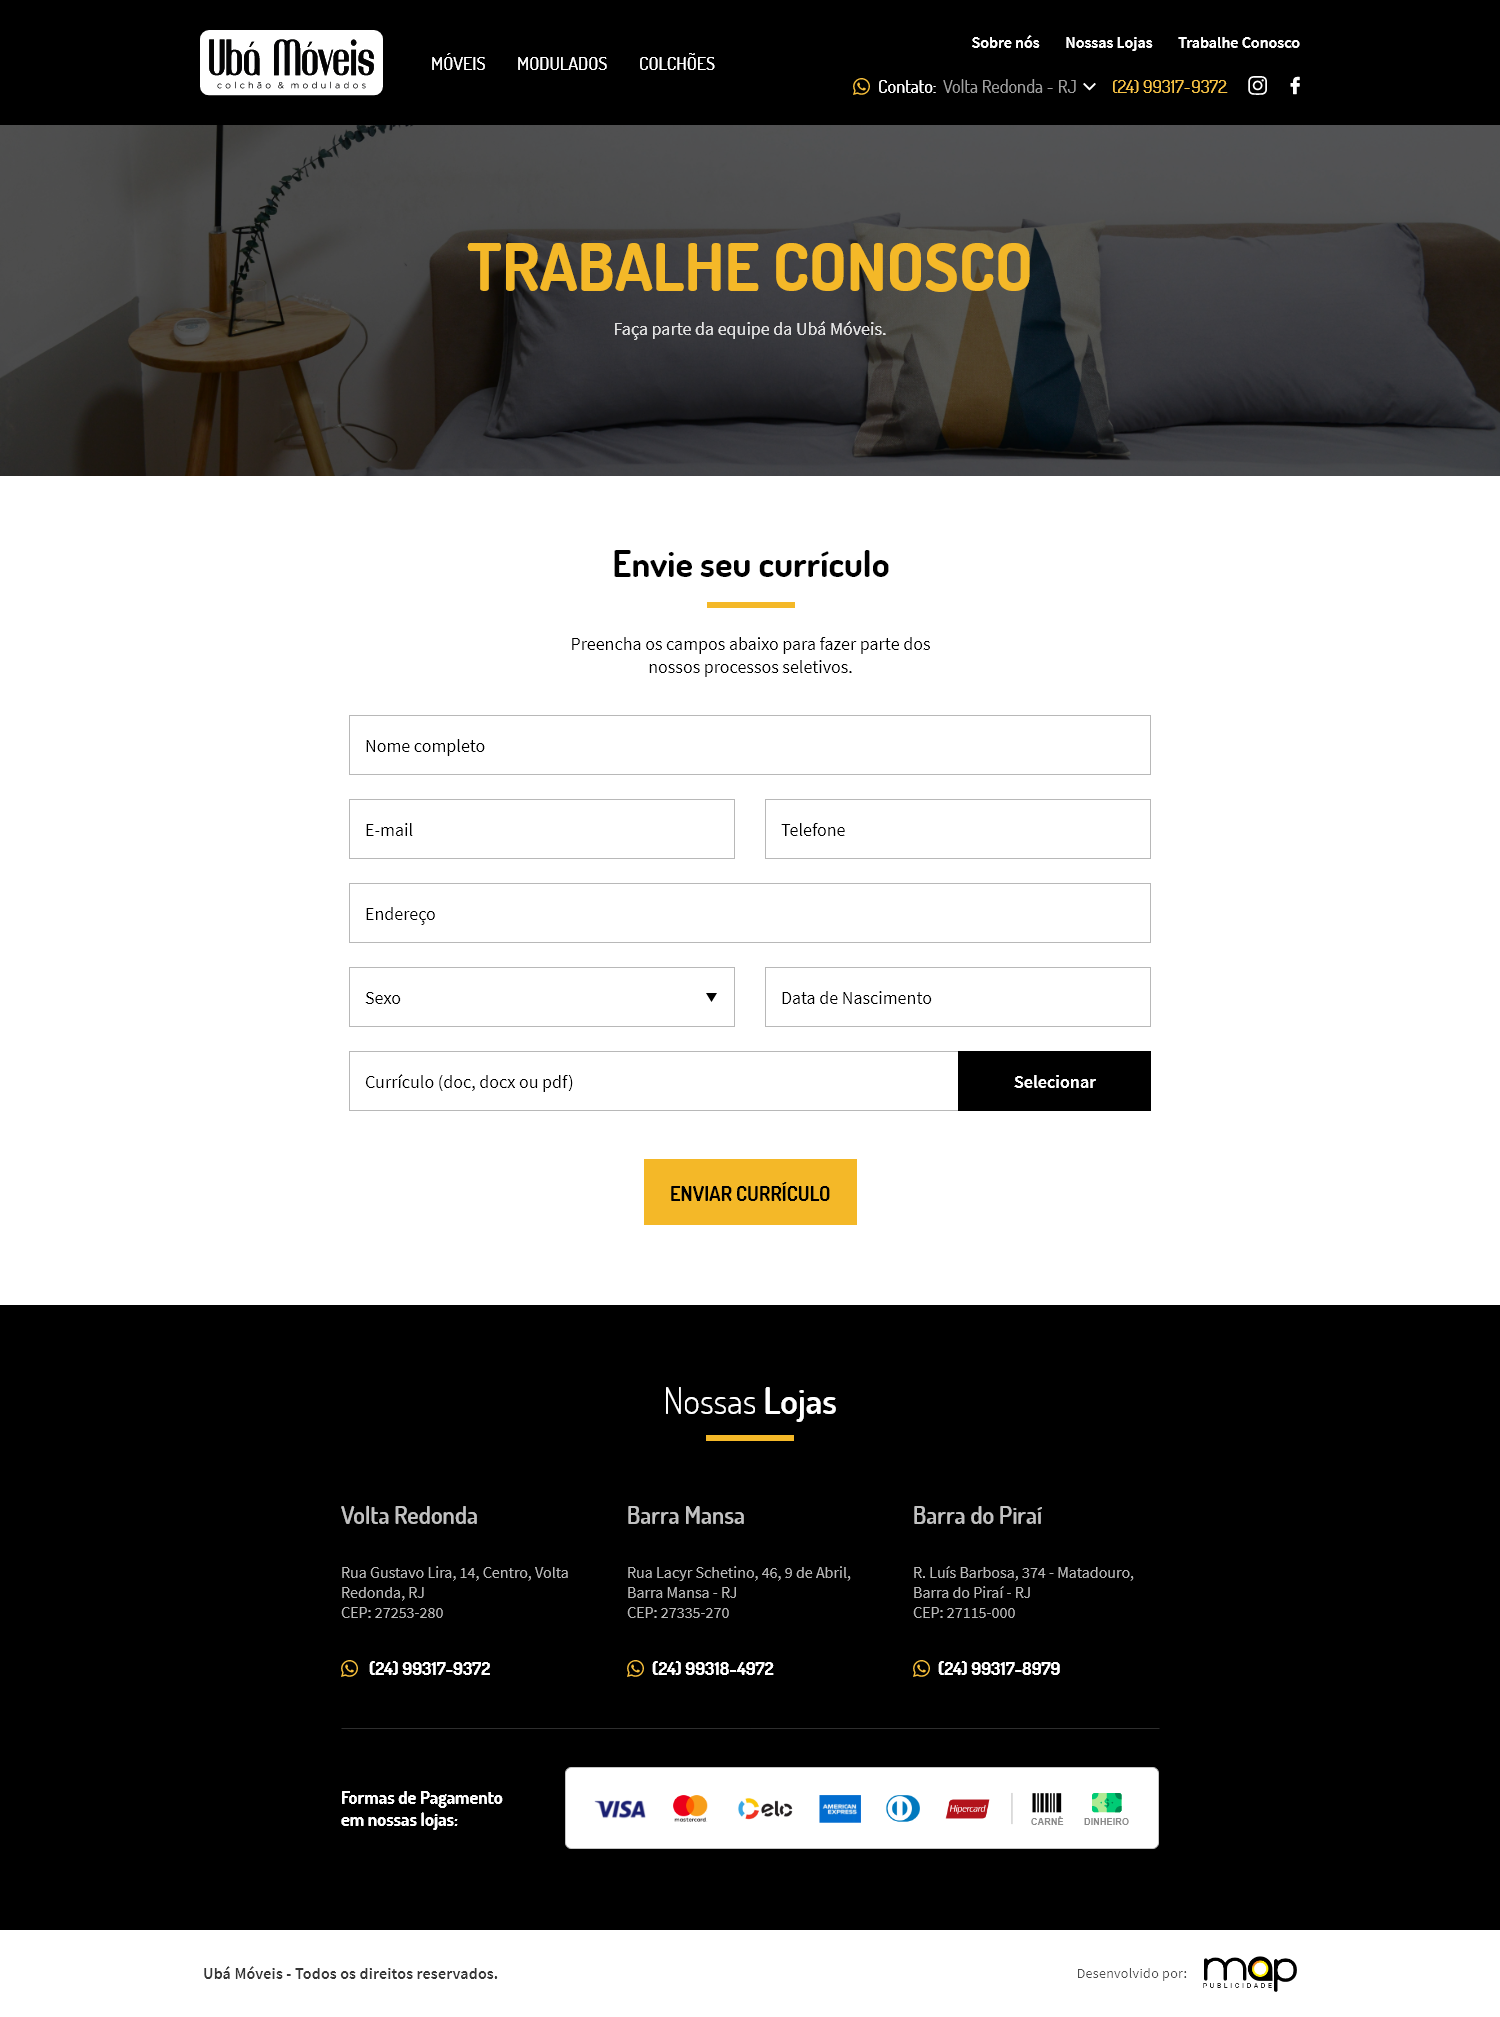 Ubá Móveis
colchão & modulados
MÓVEIS
MODULADOS
COLCHÕES
Sobre nós
Nossas Lojas
Trabalhe Conosco
Contato: Volta Redonda - RJ
(24) 99317-9372
TRABALHE CONOSCO
Faça parte da equipe da Ubá Móveis.
Envie seu currículo
Preencha os campos abaixo para fazer parte dos
nossos processos seletivos.
Nome completo
E-mail
Telefone
Endereço
Sexo
Data de Nascimento
Currículo (doc, docx ou pdf)
Selecionar
ENVIAR CURRÍCULO
Nossas Lojas
Volta Redonda
Rua Gustavo Lira, 14, Centro, Volta
Redonda, RJ
CEP: 27253-280
(24) 99317-9372
Barra Mansa
Rua Lacyr Schetino, 46, 9 de Abril,
Barra Mansa - RJ
CEP: 27335-270
(24) 99318-4972
Barra do Piraí
R. Luís Barbosa, 374 - Matadouro,
Barra do Piraí - RJ
CEP: 27115-000
(24) 99317-8979
Formas de Pagamento
em nossas lojas:
VISA
mastercard
elo
AMERICAN
EXPRESS
Hipercard
CARNÊ
DINHEIRO
Ubá Móveis - Todos os direitos reservados.
Desenvolvido por:
map
PUBLICIDADE